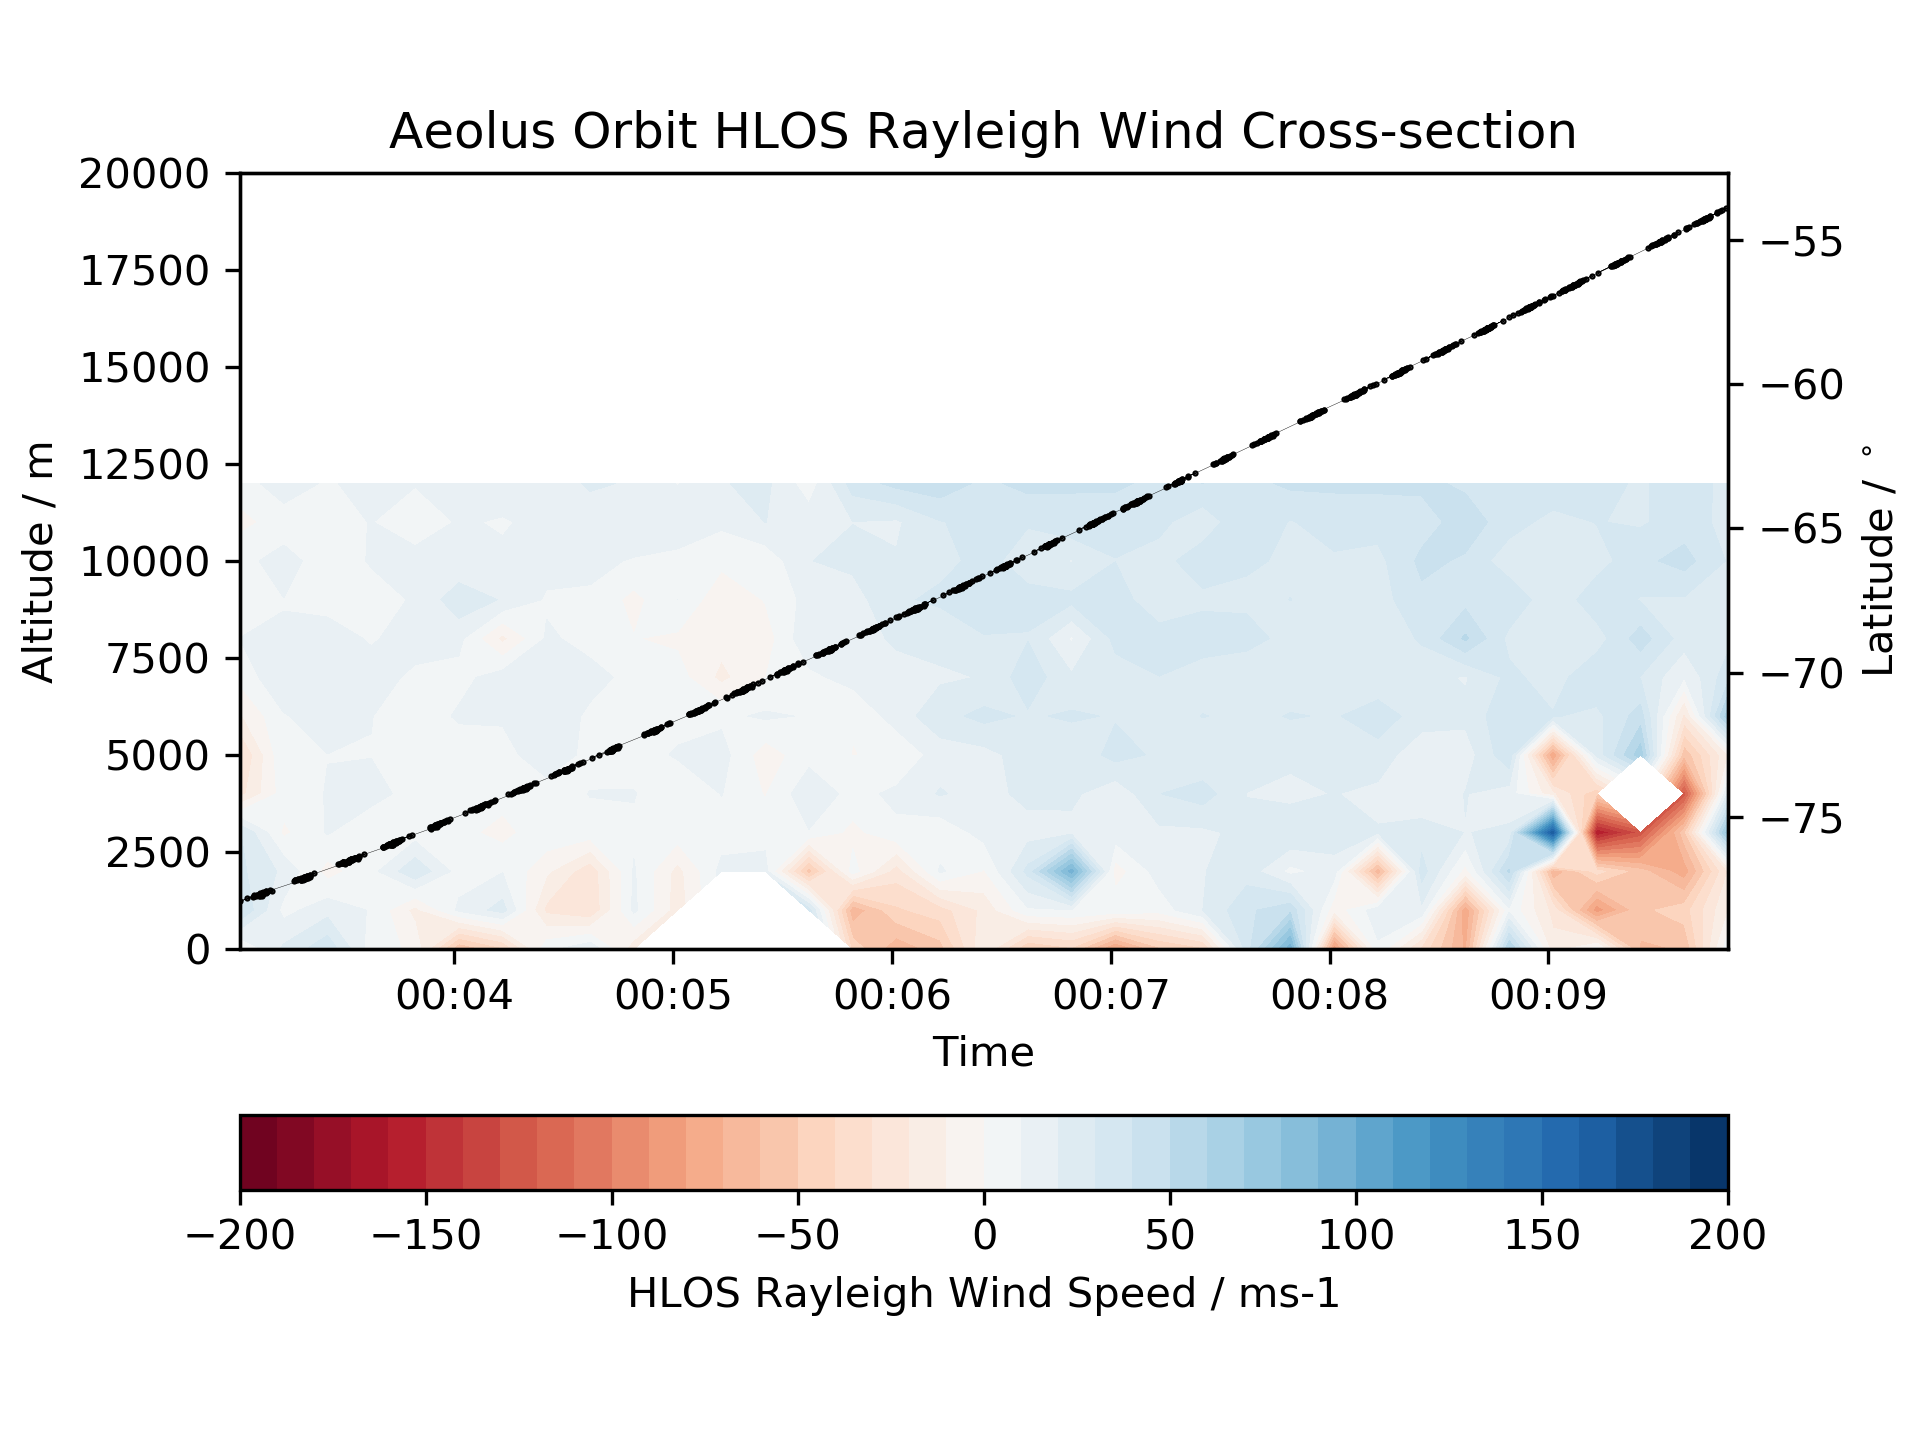 Aeolus Orbit HLOS Rayleigh Wind Cross-section
20000
17500
15000
12500
10000
7500
5000
2500
0
Altitude / m
−55
−60
−65
−70
−75
Latitude / °
00:04 00:05 00:06 00:07 00:08 00:09
Time
−200 −150 −100 −50 0 50 100 150 200
HLOS Rayleigh Wind Speed / ms-1